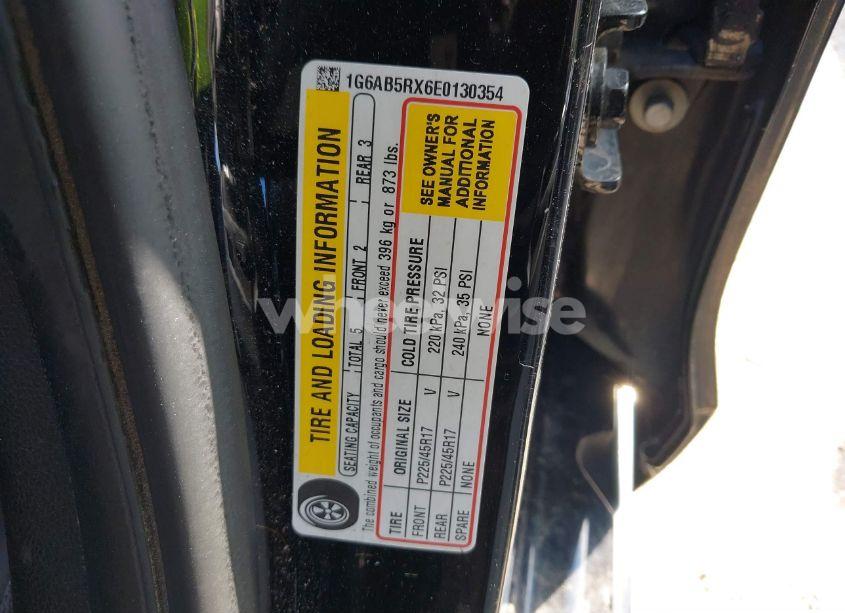 1G6AB5RX6E0130354
TIRE AND LOADING INFORMATION
SEATING CAPACITY TOTAL 5 FRONT 2 REAR 3
The combined weight of occupants and cargo should never exceed 396 kg or 873 lbs.
TIRE ORIGINAL SIZE COLD TIRE PRESSURE
FRONT P225/45R17 V 220 kPa, 32 PSI
REAR P225/45R17 V 240 kPa, 35 PSI
SPARE NONE NONE
SEE OWNER'S
MANUAL FOR
ADDITIONAL
INFORMATION
wheelwise